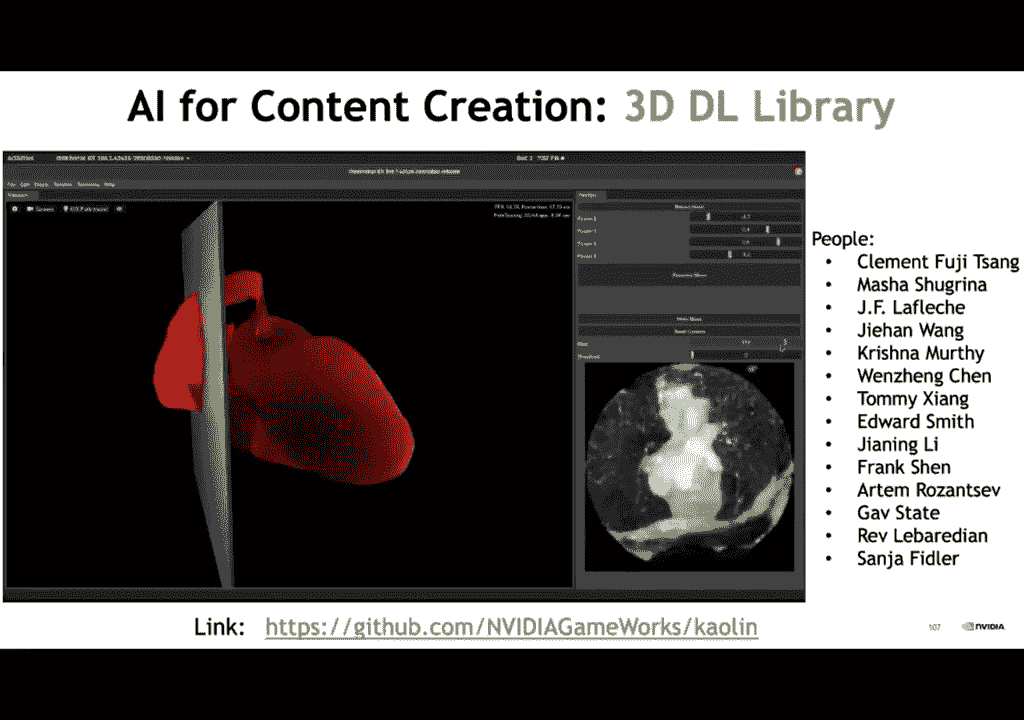 AI for Content Creation: 3D DL Library
People:
• Clement Fuji Tsang
• Masha Shugrina
• J.F. Lafleche
• Jiehan Wang
• Krishna Murthy
• Wenzheng Chen
• Tommy Xiang
• Edward Smith
• Jianing Li
• Frank Shen
• Artem Rozantsev
• Gav State
• Rev Lebaredian
• Sanja Fidler
Link: https://github.com/NVIDIAGameWorks/kaolin
107
NVIDIA